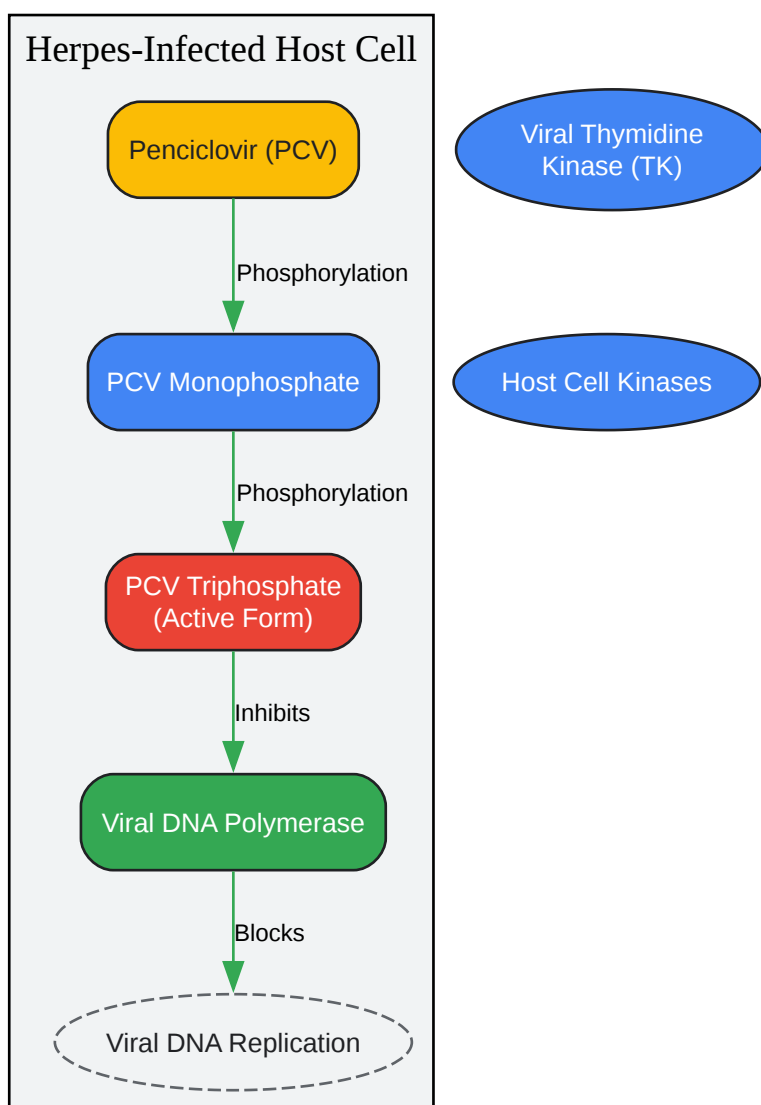 Herpes-Infected Host Cell
Penciclovir (PCV)
Viral Thymidine
Kinase (TK)
Phosphorylation
PCV Monophosphate
Host Cell Kinases
Phosphorylation
PCV Triphosphate
(Active Form)
Inhibits
Viral DNA Polymerase
Blocks
Viral DNA Replication